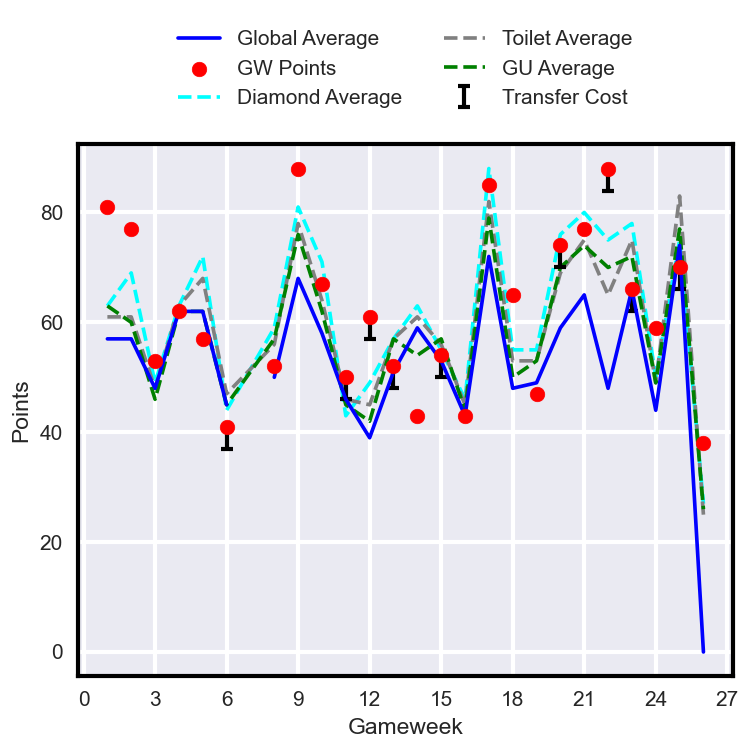 Global Average
GW Points
Diamond Average
Toilet Average
GU Average
Transfer Cost
Points
80
60
40
20
0
0 3 6 9 12 15 18 21 24 27
Gameweek